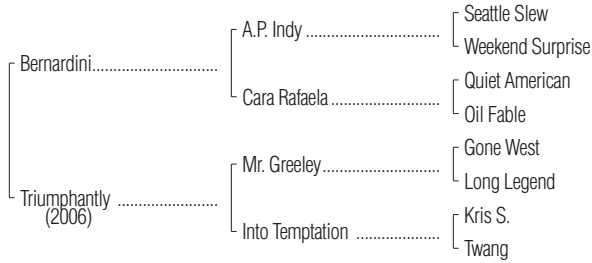 Seattle Slew
A.P. Indy ..............................
Weekend Surprise
Bernardini............................
Quiet American
Cara Rafaela ........................
Oil Fable
Gone West
Mr. Greeley..........................
Long Legend
Triumphantly ......................
(2006)
Kris S.
Into Temptation ..................
Twang